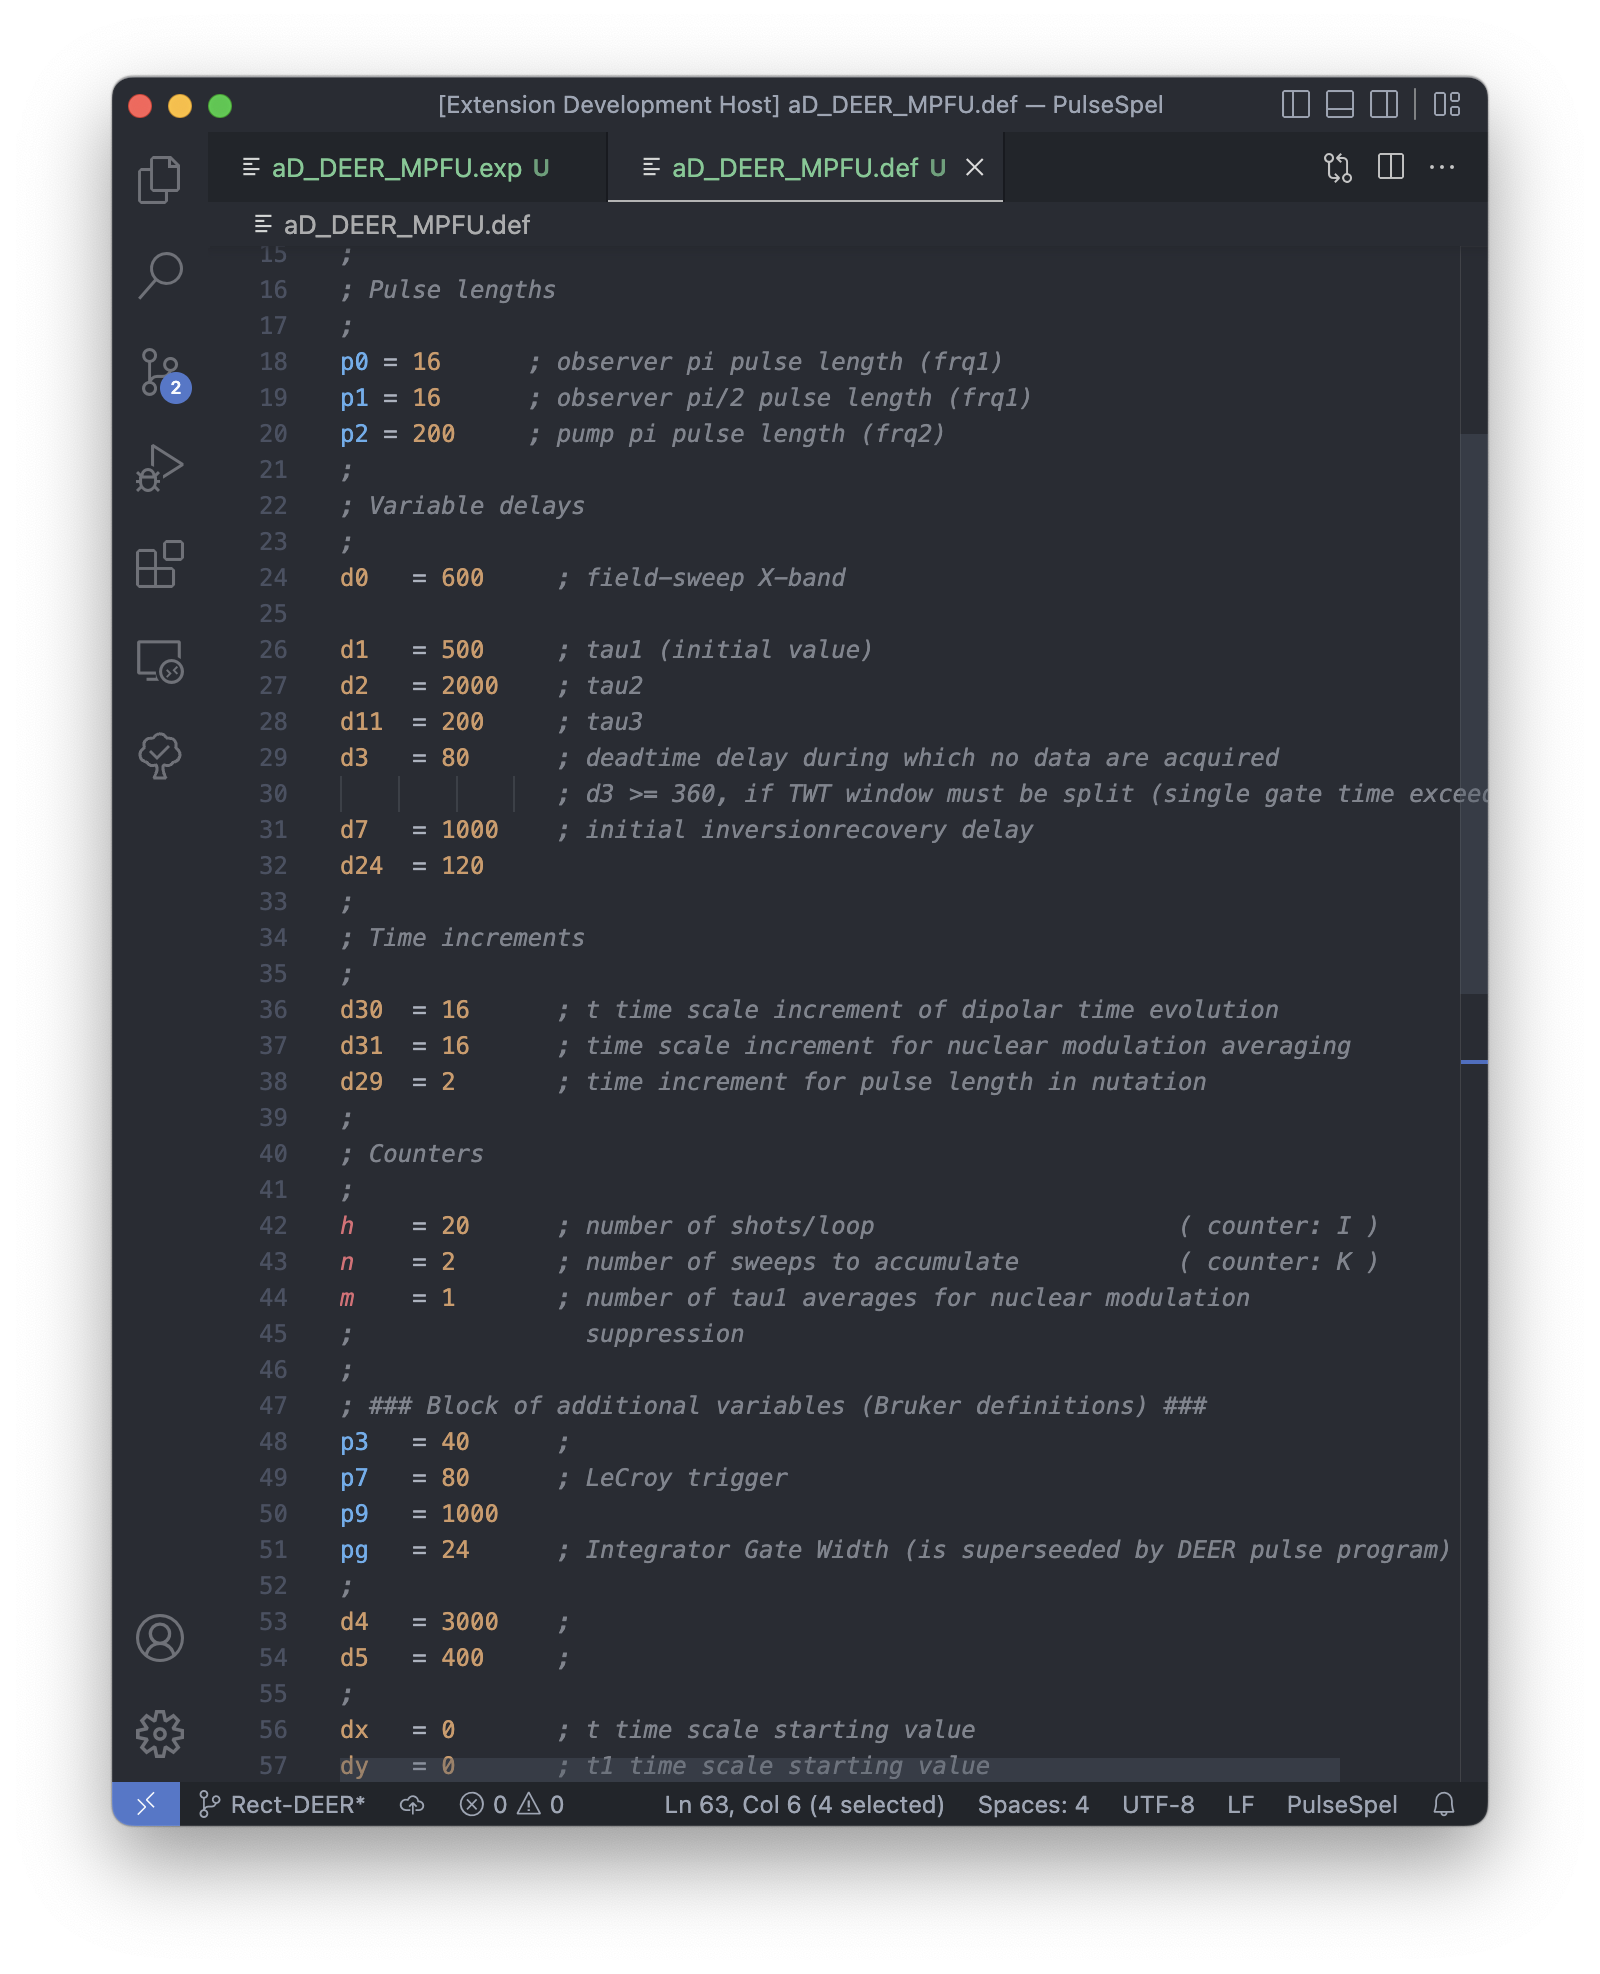 [Extension Development Host] aD_DEER_MPFU.def — PulseSpel
aD_DEER_MPFU.exp U
aD_DEER_MPFU.def U
aD_DEER_MPFU.def
15 ;
16 ; Pulse lengths
17 ;
18 p0 = 16 ; observer pi pulse length (frq1)
19 p1 = 16 ; observer pi/2 pulse length (frq1)
20 p2 = 200 ; pump pi pulse length (frq2)
21 ;
22 ; Variable delays
23 ;
24 d0 = 600 ; field-sweep X-band
25
26 d1 = 500 ; tau1 (initial value)
27 d2 = 2000 ; tau2
28 d11 = 200 ; tau3
29 d3 = 80 ; deadtime delay during which no data are acquired
30 ; d3 >= 360, if TWT window must be split (single gate time exceed
31 d7 = 1000 ; initial inversionrecovery delay
32 d24 = 120
33 ;
34 ; Time increments
35 ;
36 d30 = 16 ; t time scale increment of dipolar time evolution
37 d31 = 16 ; time scale increment for nuclear modulation averaging
38 d29 = 2 ; time increment for pulse length in nutation
39 ;
40 ; Counters
41 ;
42 h = 20 ; number of shots/loop ( counter: I )
43 n = 2 ; number of sweeps to accumulate ( counter: K )
44 m = 1 ; number of tau1 averages for nuclear modulation
45 ; suppression
46 ;
47 ; ### Block of additional variables (Bruker definitions) ###
48 p3 = 40 ;
49 p7 = 80 ; LeCroy trigger
50 p9 = 1000
51 pg = 24 ; Integrator Gate Width (is superseeded by DEER pulse program)
52 ;
53 d4 = 3000 ;
54 d5 = 400 ;
55 ;
56 dx = 0 ; t time scale starting value
57 dy = 0 ; t1 time scale starting value
2
Rect-DEER* 0 0 Ln 63, Col 6 (4 selected) Spaces: 4 UTF-8 LF PulseSpel